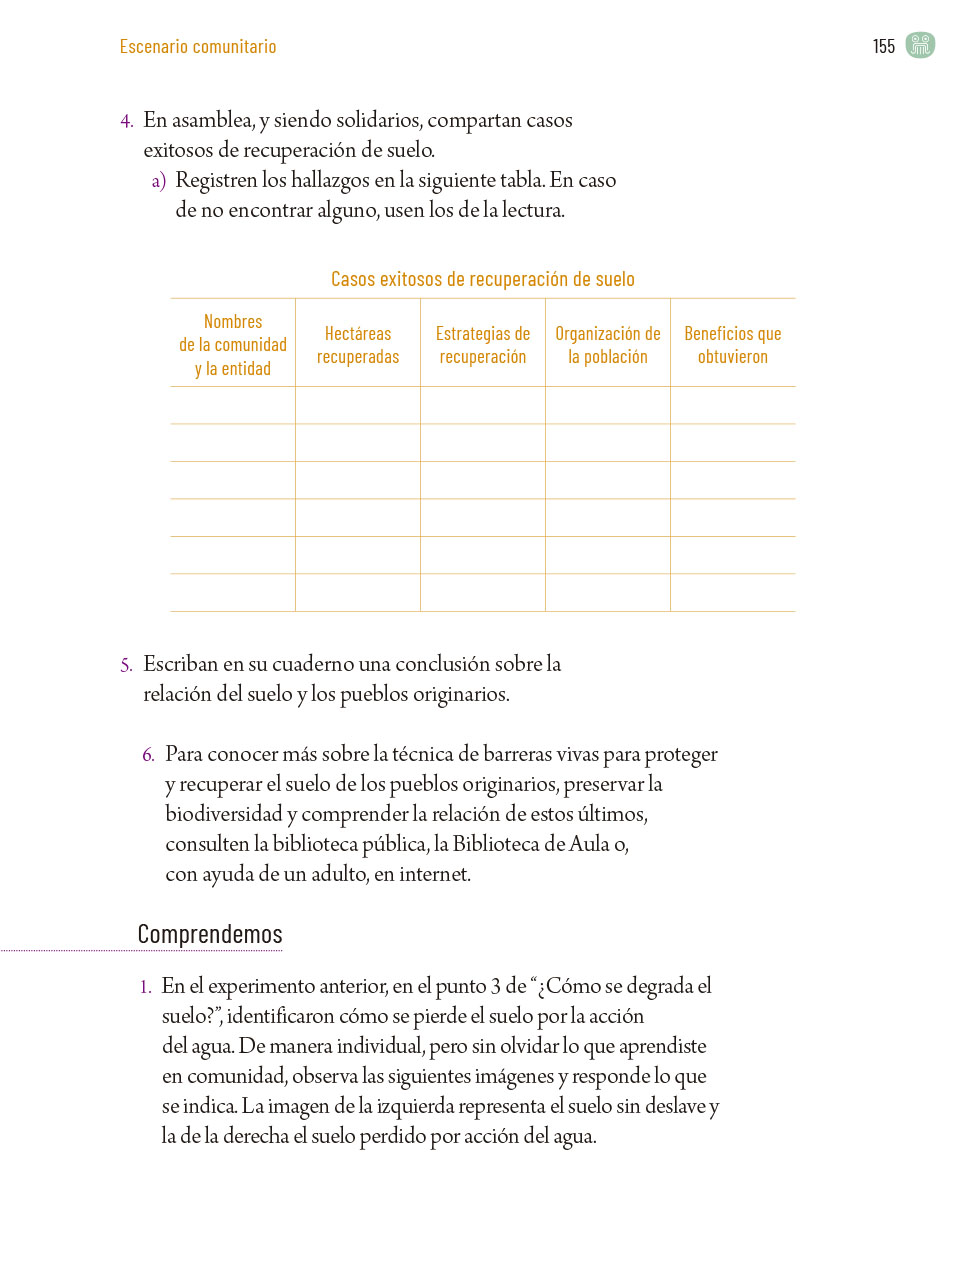 Escenario comunitario
155
4. En asamblea, y siendo solidarios, compartan casos
exitosos de recuperación de suelo.
a) Registren los hallazgos en la siguiente tabla. En caso
de no encontrar alguno, usen los de la lectura.
Casos exitosos de recuperación de suelo
Nombres
de la comunidad
y la entidad
Hectáreas
recuperadas
Estrategias de
recuperación
Organización de
la población
Beneficios que
obtuvieron
5. Escriban en su cuaderno una conclusión sobre la
relación del suelo y los pueblos originarios.
6. Para conocer más sobre la técnica de barreras vivas para proteger
y recuperar el suelo de los pueblos originarios, preservar la
biodiversidad y comprender la relación de estos últimos,
consulten la biblioteca pública, la Biblioteca de Aula o,
con ayuda de un adulto, en internet.
Comprendemos
1. En el experimento anterior, en el punto 3 de “¿Cómo se degrada el
suelo?”, identificaron cómo se pierde el suelo por la acción
del agua. De manera individual, pero sin olvidar lo que aprendiste
en comunidad, observa las siguientes imágenes y responde lo que
se indica. La imagen de la izquierda representa el suelo sin deslave y
la de la derecha el suelo perdido por acción del agua.